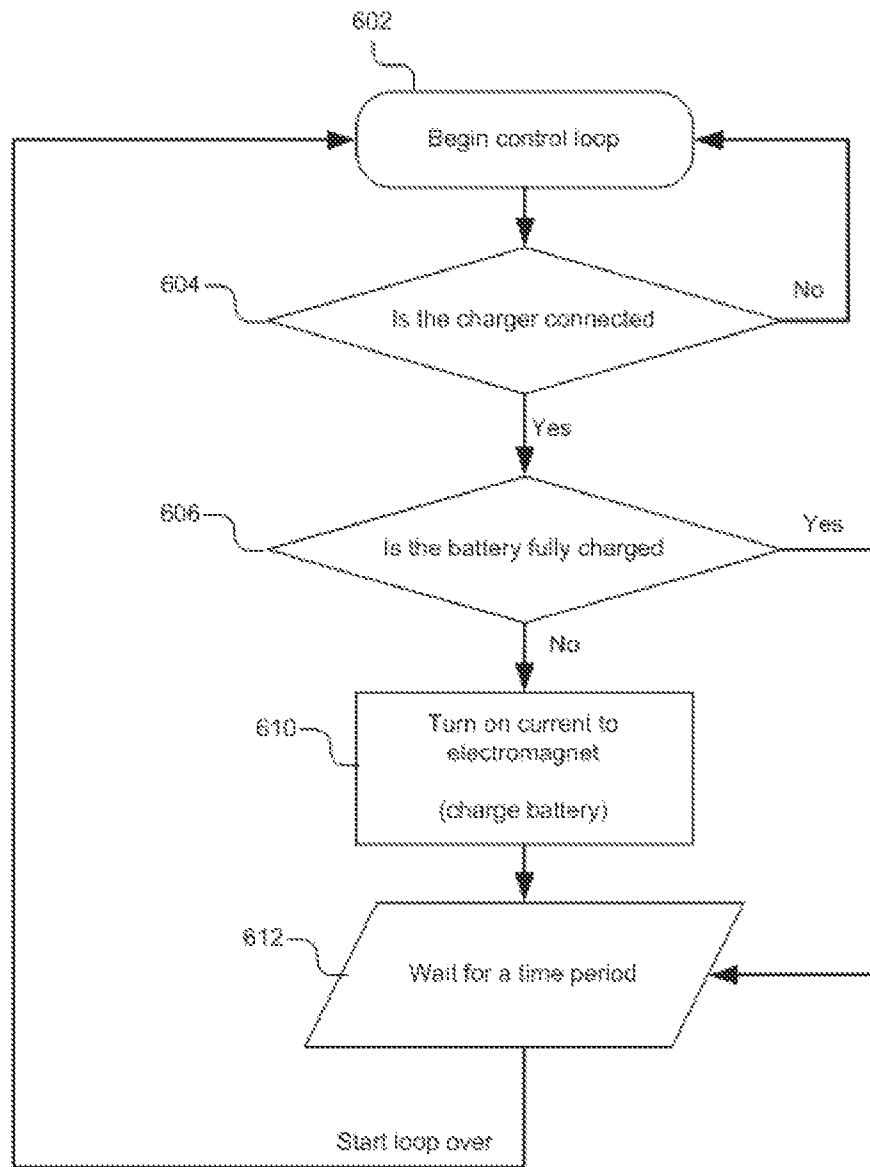 602
Begin control loop
604
Is the charger connected
No
Yes
606
Is the battery fully charged
Yes
No
610
Turn on current to
electromagnet
(charge battery)
612
Wait for a time period
Start loop over